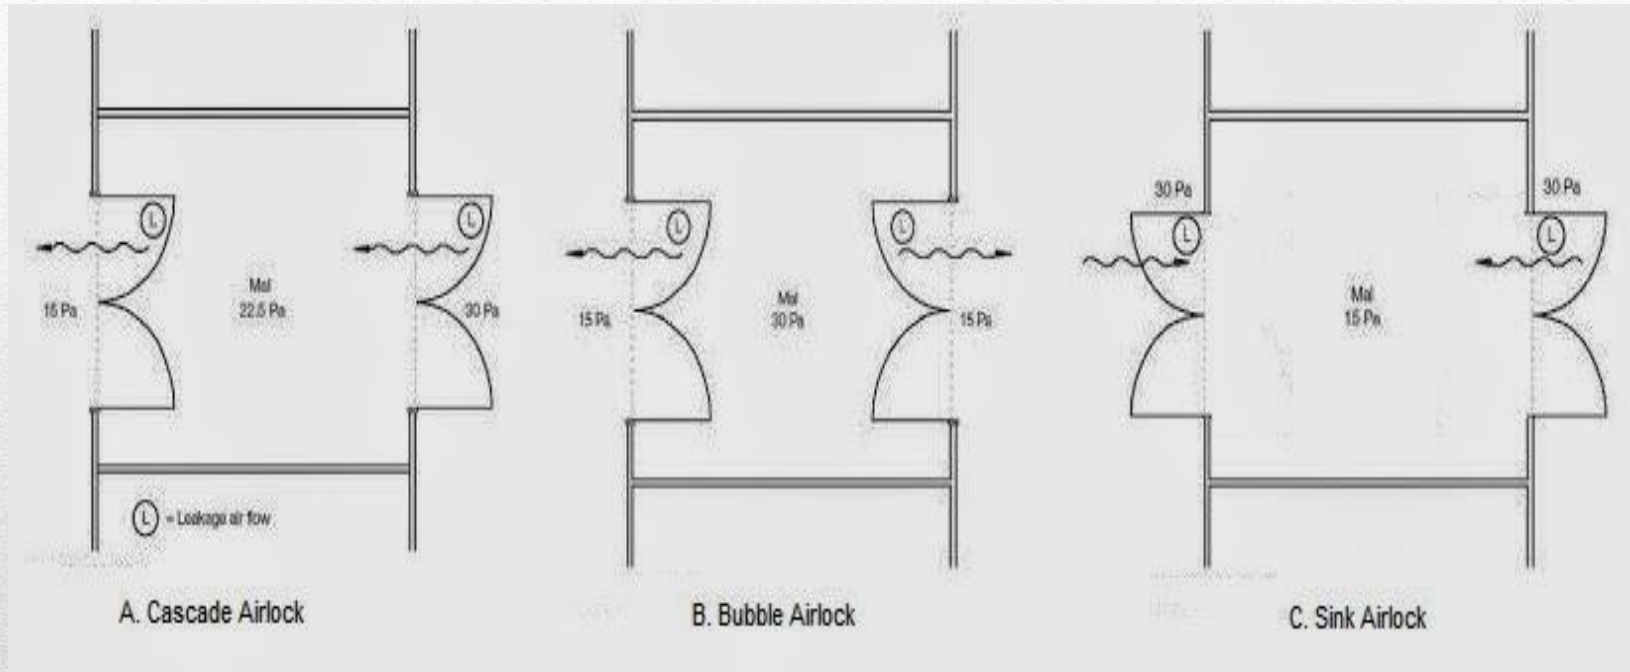 15 Pa
L
Mal
22.5 Pa
L
30 Pa
L = Leakage air flow
A. Cascade Airlock
15 Pa
L
Mal
30 Pa
L
15 Pa
B. Bubble Airlock
30 Pa
L
Mal
15 Pa
30 Pa
L
C. Sink Airlock